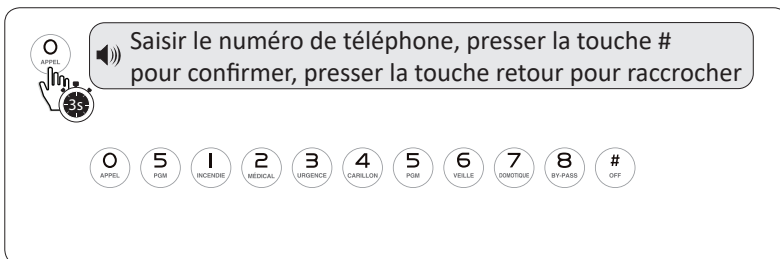 O
APPEL
3s
Saisir le numéro de téléphone, presser la touche #
pour confirmer, presser la touche retour pour raccrocher
O 5 I 2 3 4 5 6 7 8 #
APPEL PGM INCENDIE MÉDICAL URGENCE CARILLON PGM VEILLE DOMOTIQUE BY-PASS OFF